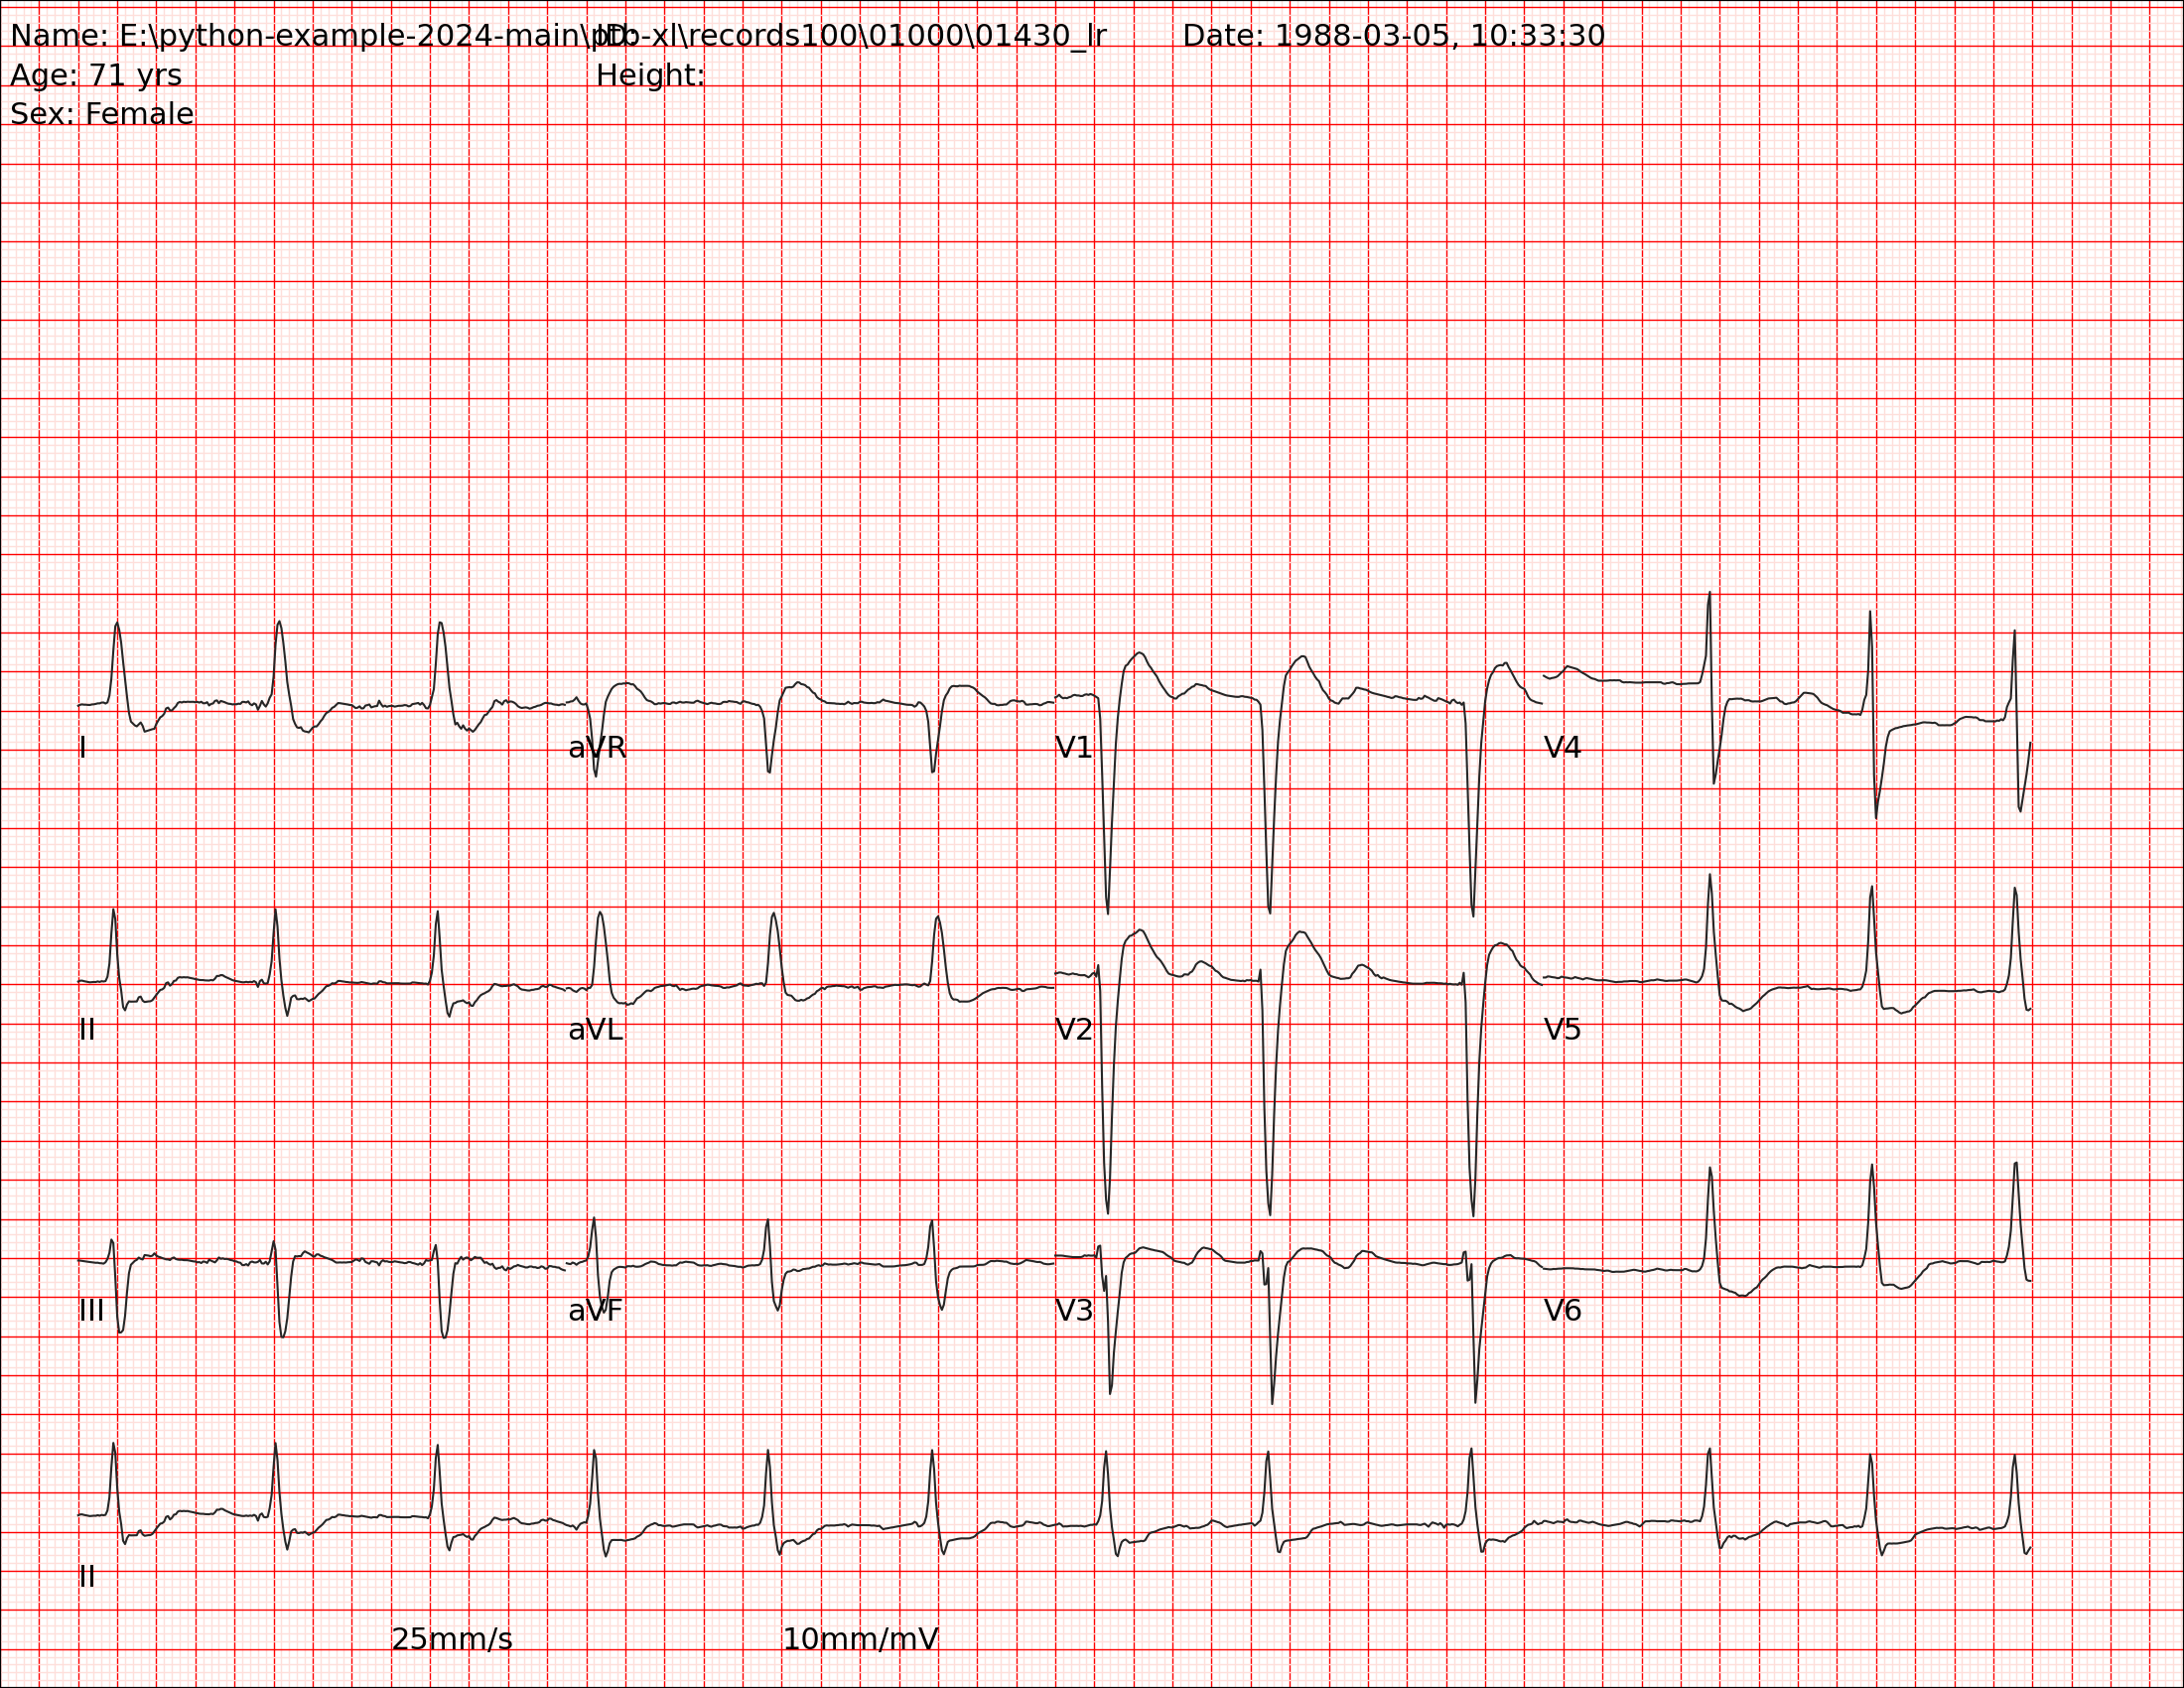 Name: E:\python-example-2024-main\ptb-xl\records100\01000\01430_lr ID: Date: 1988-03-05, 10:33:30
Age: 71 yrs Height:
Sex: Female
I aVR V1 V4
II aVL V2 V5
III aVF V3 V6
II
25mm/s 10mm/mV